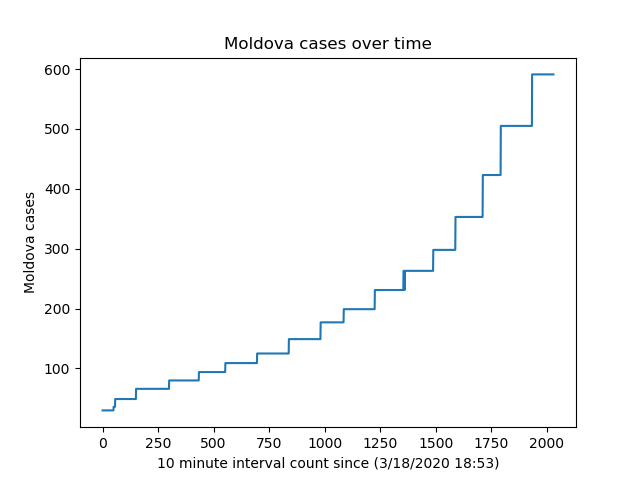 Moldova cases over time
600
500
400
300
200
100
Moldova cases
0 250 500 750 1000 1250 1500 1750 2000
10 minute interval count since (3/18/2020 18:53)